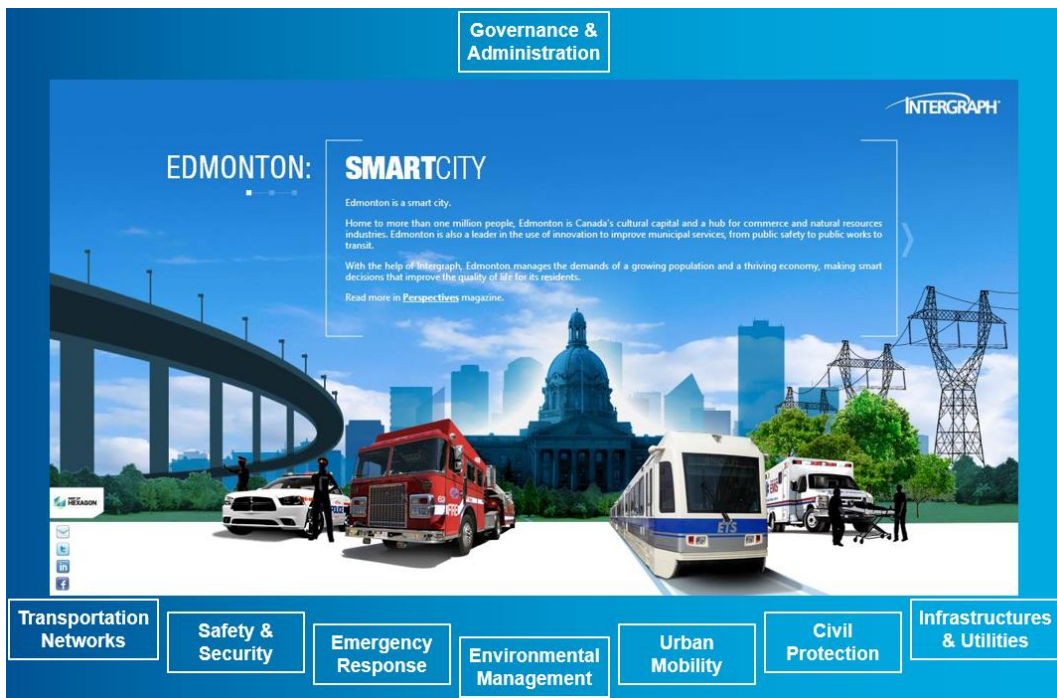 Governance &
Administration
INTERGRAPH
EDMONTON:
SMARTCITY
Edmonton is a smart city.
Home to more than one million people, Edmonton is Canada's cultural capital and a hub for commerce and natural resources
industries. Edmonton is also a leader in the use of innovation to improve municipal services, from public safety to public works to
transit.
With the help of Intergraph, Edmonton manages the demands of a growing population and a thriving economy, making smart
decisions that improve the quality of life for its residents.
Read more in Perspectives magazine.
HEXAGON
FIRE
ETS
EMS
Transportation
Networks
Safety &
Security
Emergency
Response
Environmental
Management
Urban
Mobility
Civil
Protection
Infrastructures
& Utilities